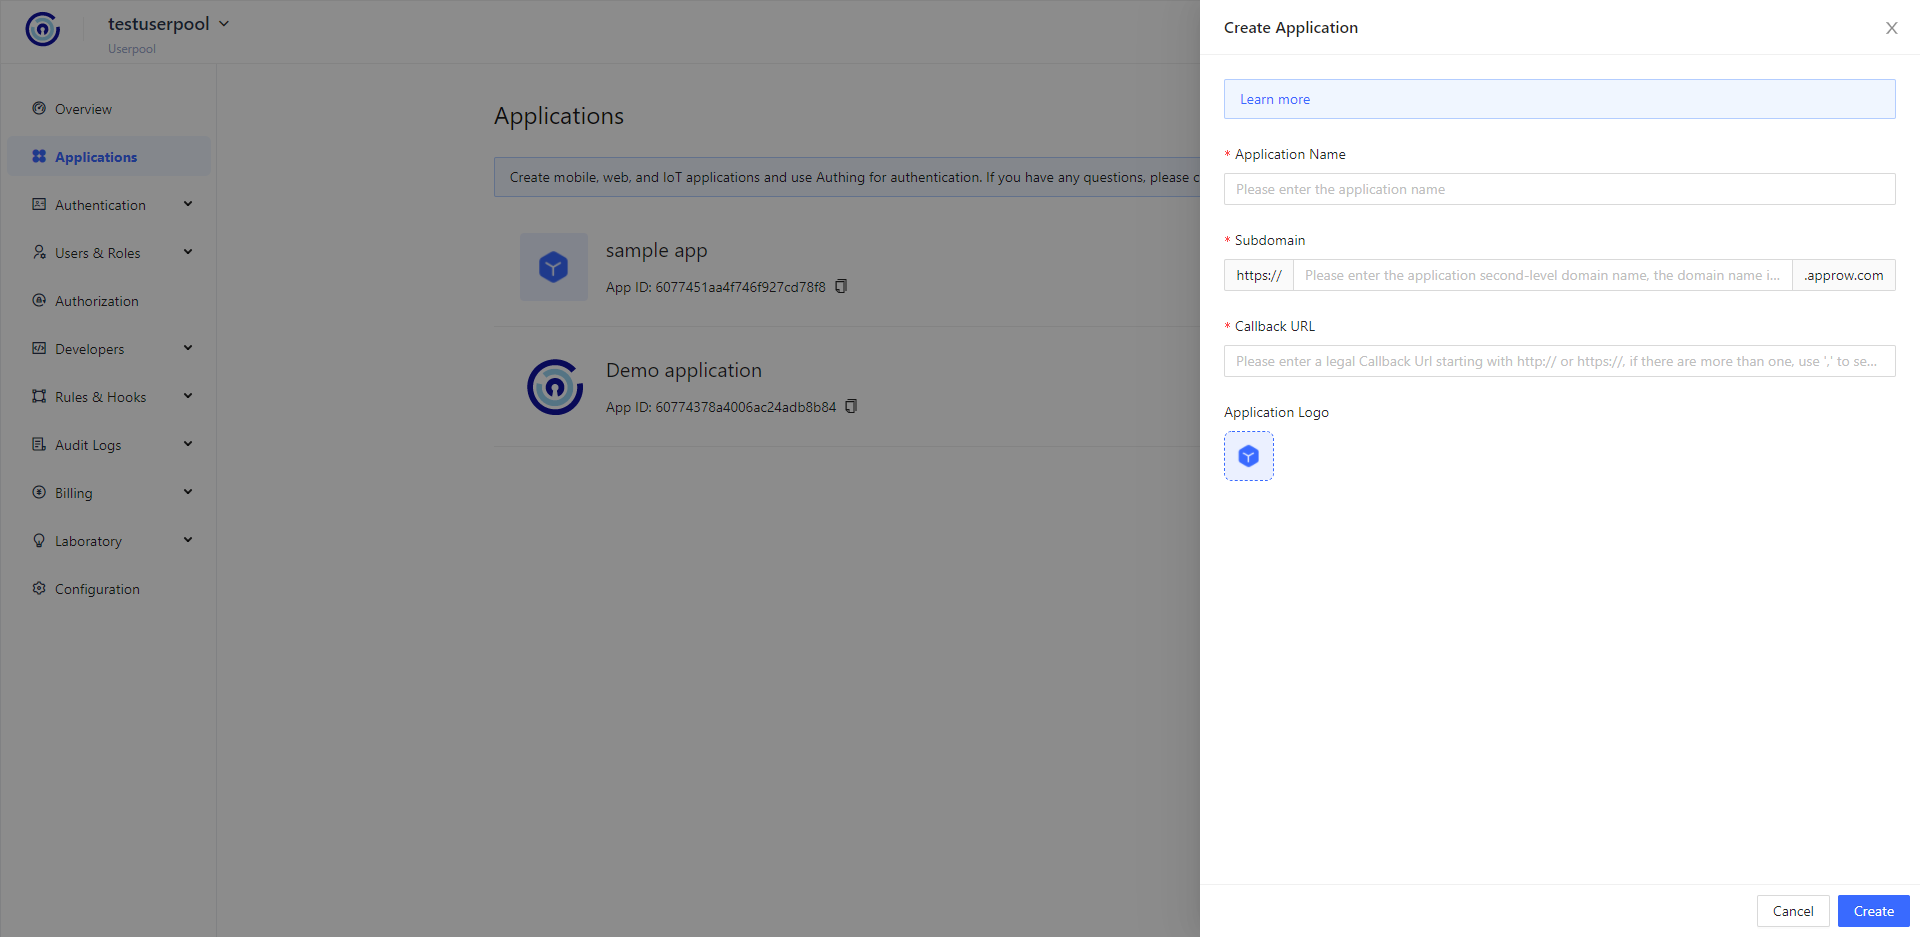 testuserpool
Userpool
Overview
Applications
Authentication
Users & Roles
Authorization
Developers
Rules & Hooks
Audit Logs
Billing
Laboratory
Configuration
Applications
Create mobile, web, and IoT applications and use Authing for authentication. If you have any questions, please c
sample app
App ID: 6077451aa4f746f927cd78f8
Demo application
App ID: 60774378a4006ac24adb8b84
Create Application
Learn more
* Application Name
Please enter the application name
* Subdomain
https:// Please enter the application second-level domain name, the domain name i... .approw.com
* Callback URL
Please enter a legal Callback Url starting with http:// or https://, if there are more than one, use ',' to se...
Application Logo
Cancel Create